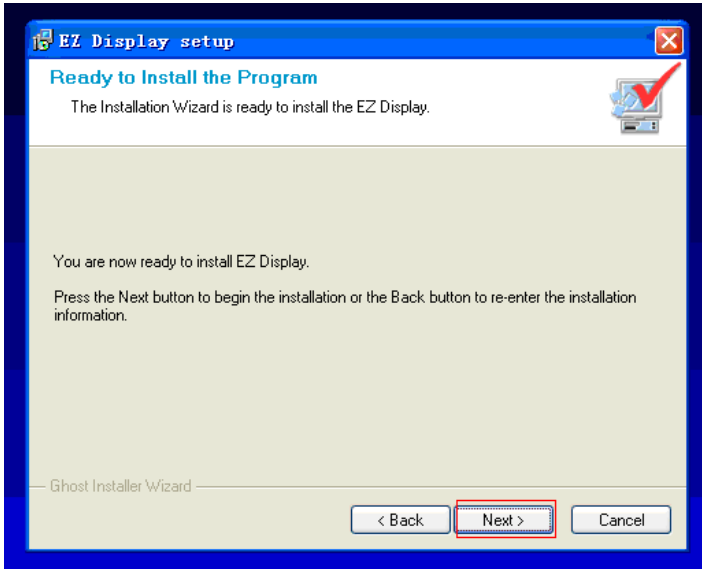 EZ Display setup
Ready to Install the Program
The Installation Wizard is ready to install the EZ Display.
You are now ready to install EZ Display.
Press the Next button to begin the installation or the Back button to re-enter the installation
information.
Ghost Installer Wizard
< Back Next > Cancel